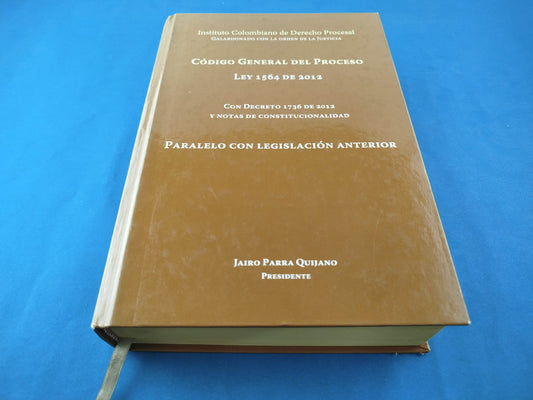 Instituto Colombiano de Derecho Procesal
Galardonado con la orden de la Justicia
Código General del Proceso
Ley 1564 de 2012
Con Decreto 1736 de 2012
y notas de constitucionalidad
Paralelo con legislación anterior
Jairo Parra Quijano
Presidente